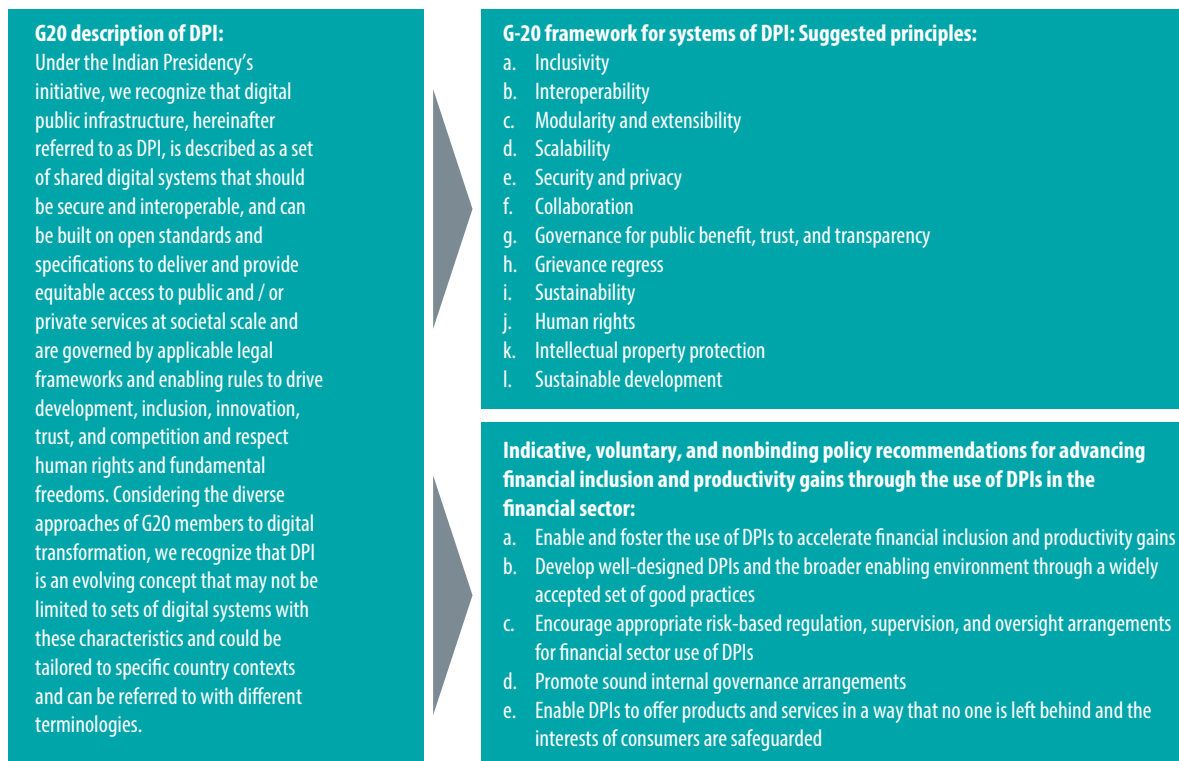 G20 description of DPI:
Under the Indian Presidency's
initiative, we recognize that digital
public infrastructure, hereinafter
referred to as DPI, is described as a set
of shared digital systems that should
be secure and interoperable, and can
be built on open standards and
specifications to deliver and provide
equitable access to public and / or
private services at societal scale and
are governed by applicable legal
frameworks and enabling rules to drive
development, inclusion, innovation,
trust, and competition and respect
human rights and fundamental
freedoms. Considering the diverse
approaches of G20 members to digital
transformation, we recognize that DPI
is an evolving concept that may not be
limited to sets of digital systems with
these characteristics and could be
tailored to specific country contexts
and can be referred to with different
terminologies.
G-20 framework for systems of DPI: Suggested principles:
a. Inclusivity
b. Interoperability
c. Modularity and extensibility
d. Scalability
e. Security and privacy
f. Collaboration
g. Governance for public benefit, trust, and transparency
h. Grievance regress
i. Sustainability
j. Human rights
k. Intellectual property protection
l. Sustainable development
Indicative, voluntary, and nonbinding policy recommendations for advancing
financial inclusion and productivity gains through the use of DPIs in the
financial sector:
a. Enable and foster the use of DPIs to accelerate financial inclusion and productivity gains
b. Develop well-designed DPIs and the broader enabling environment through a widely
accepted set of good practices
c. Encourage appropriate risk-based regulation, supervision, and oversight arrangements
for financial sector use of DPIs
d. Promote sound internal governance arrangements
e. Enable DPIs to offer products and services in a way that no one is left behind and the
interests of consumers are safeguarded